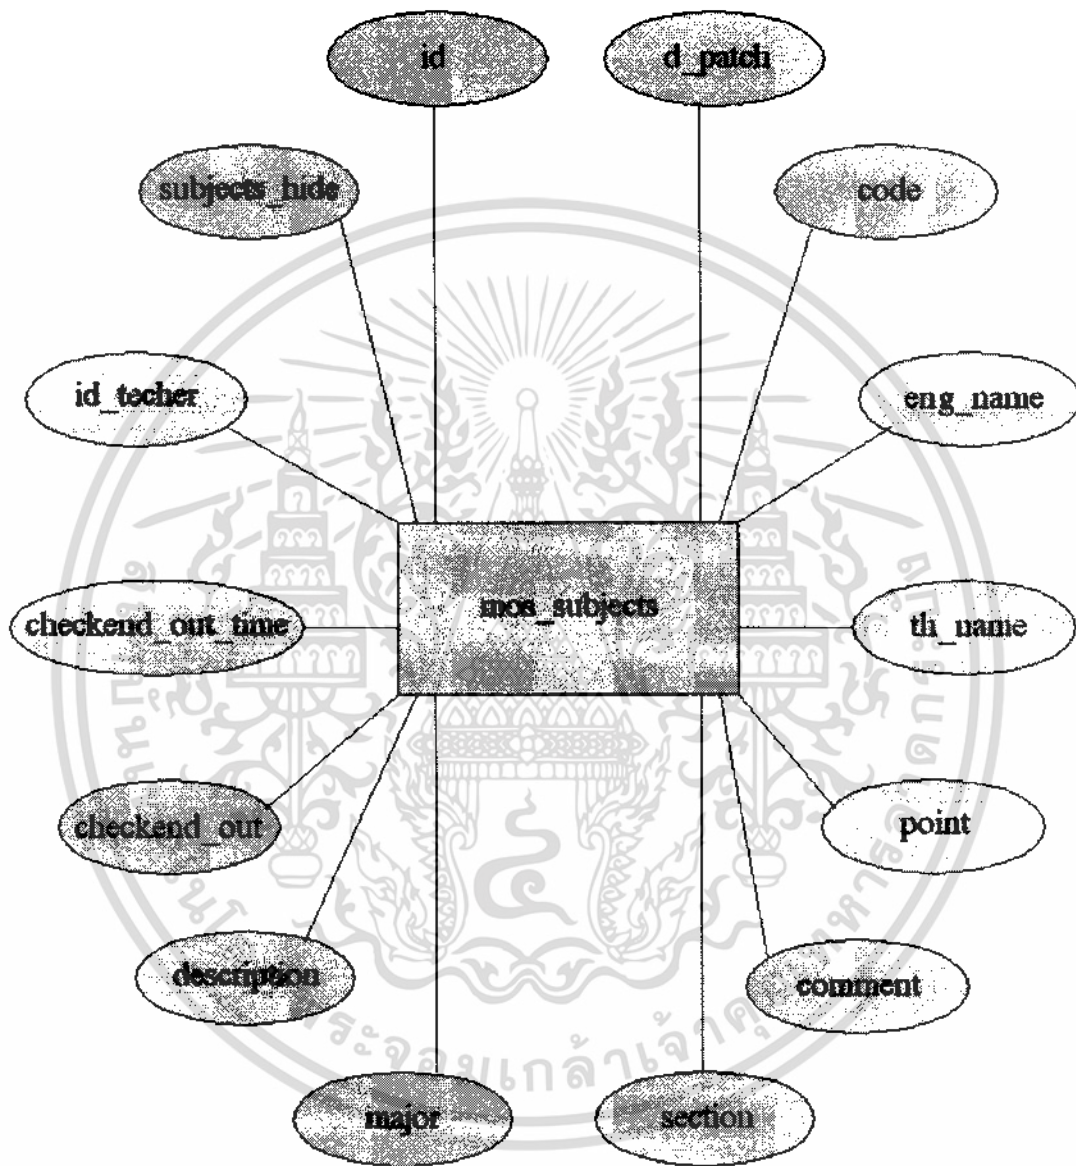 id
d_patch
subjects_hide
code
id_techer
eng_name
mos_subjects
checkend_out_time
th_name
checkend_out
point
description
comment
major
section